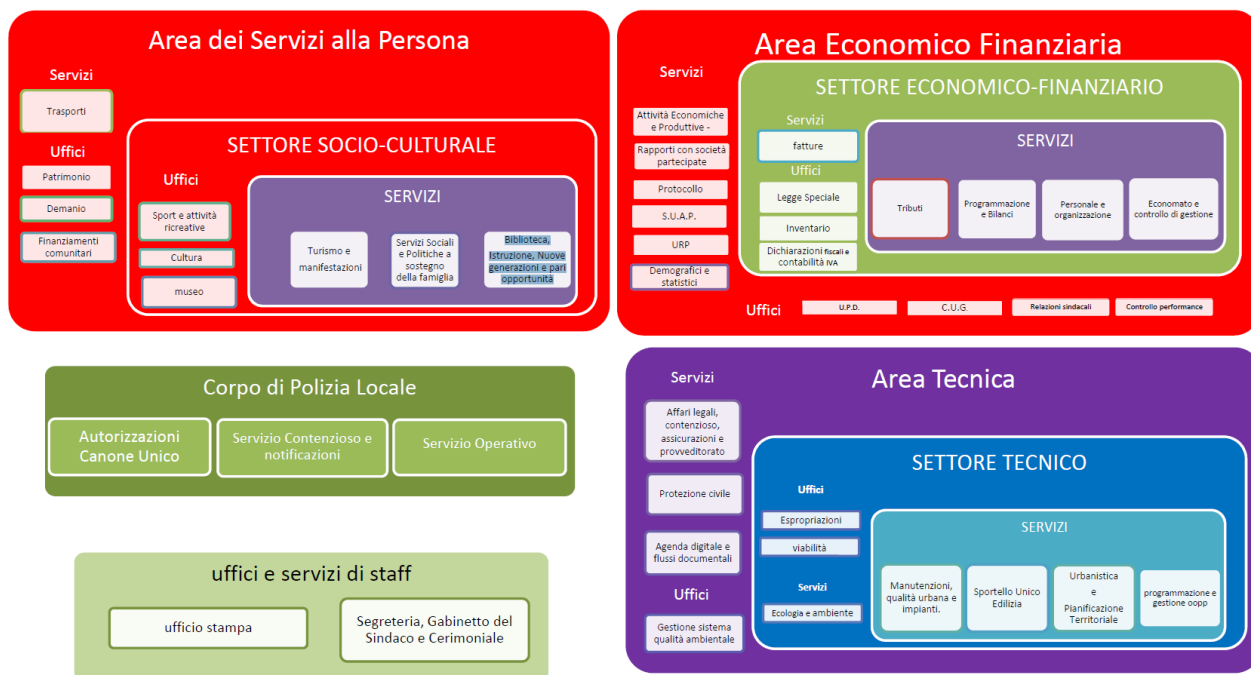 Area dei Servizi alla Persona
Servizi
Trasporti
Uffici
Patrimonio
Demanio
Finanziamenti
comunitari
SETTORE SOCIO-CULTURALE
Uffici
Sport e attività
ricreative
Cultura
museo
SERVIZI
Turismo e
manifestazioni
Servizi Sociali
e Politiche a
sostegno
della famiglia
Biblioteca,
Istruzione, Nuove
generazioni e pari
opportunità
Area Economico Finanziaria
Servizi
Attività Economiche
e Produttive -
Rapporti con società
partecipate
Protocollo
S.U.A.P.
URP
Demografici e
statistici
SETTORE ECONOMICO-FINANZIARIO
Servizi
fatture
Uffici
Legge Speciale
Inventario
Dichiarazioni fiscali e
contabilità IVA
SERVIZI
Tributi
Programmazione
e Bilanci
Personale e
organizzazione
Economato e
controllo di gestione
Uffici
U.P.D.
C.U.G.
Relazioni sindacali
Controllo performance
Corpo di Polizia Locale
Autorizzazioni
Canone Unico
Servizio Contenzioso e
notificazioni
Servizio Operativo
uffici e servizi di staff
ufficio stampa
Segreteria, Gabinetto del
Sindaco e Cerimoniale
Area Tecnica
Servizi
Affari legali,
contenzioso,
assicurazioni e
provveditorato
Protezione civile
Agenda digitale e
flussi documentali
Uffici
Gestione sistema
qualità ambientale
SETTORE TECNICO
Uffici
Espropriazioni
viabilità
Servizi
Ecologia e ambiente
SERVIZI
Manutenzioni,
qualità urbana e
impianti.
Sportello Unico
Edilizia
Urbanistica
e
Pianificazione
Territoriale
programmazione e
gestione oopp